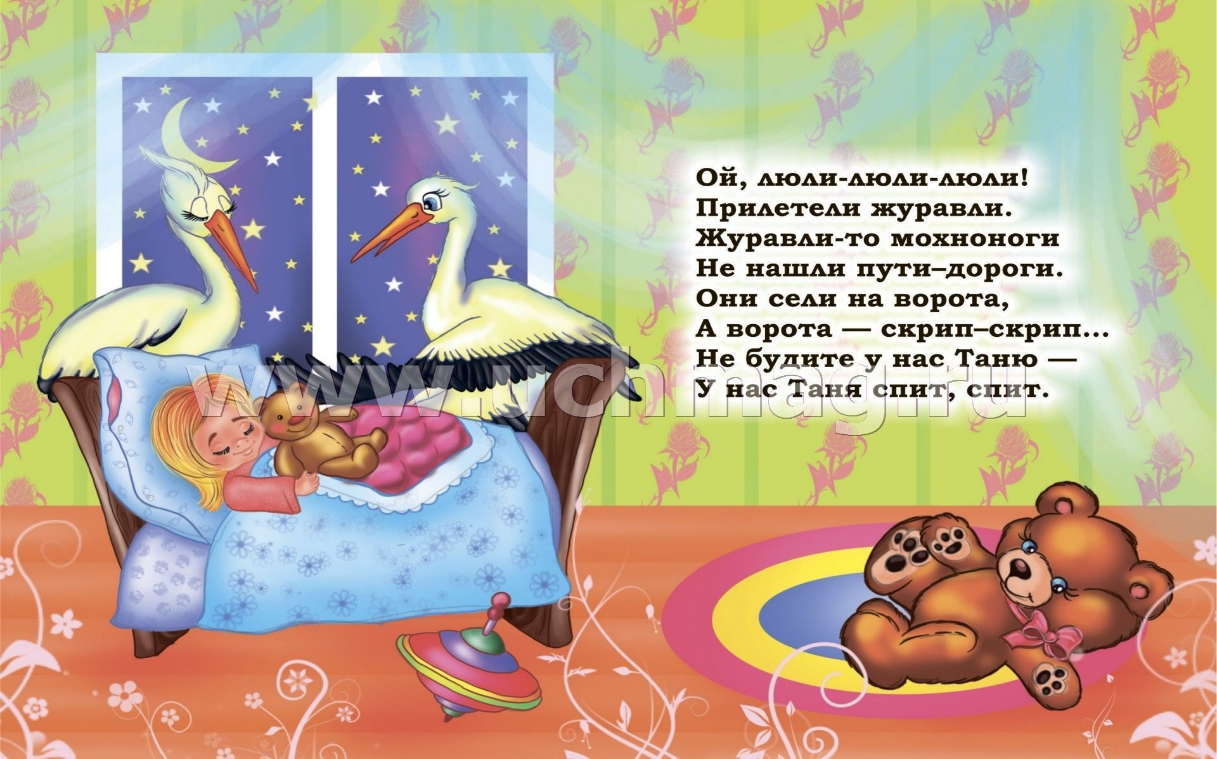 Ой, люли-люли-люли!
Прилетели журавли.
Журавли-то мохноноги
Не нашли пути–дороги.
Они сели на ворота,
А ворота — скрип–скрип...
Не будите у нас Таню —
У нас Таня спит, спит.
www.uchmag.ru